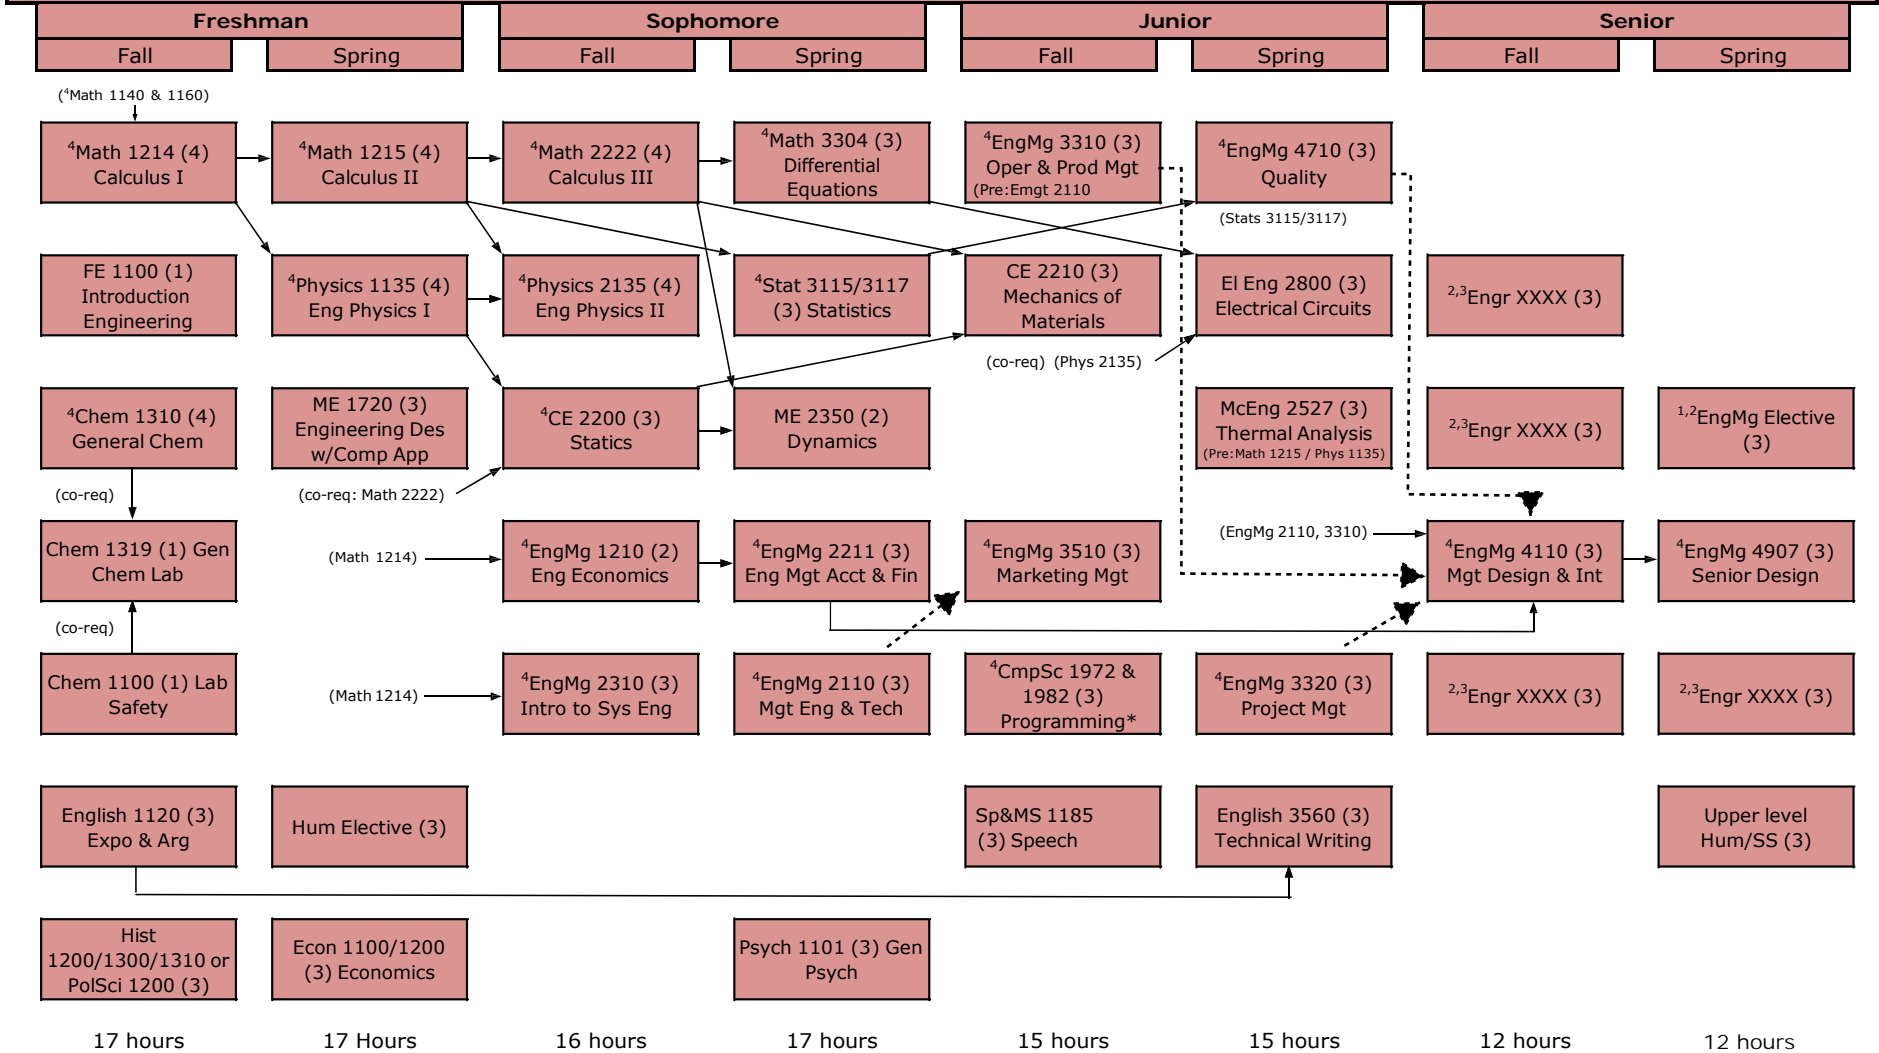 Freshman
Sophomore
Junior
Senior
Fall
Spring
Fall
Spring
Fall
Spring
Fall
Spring
(⁴Math 1140 & 1160)
⁴Math 1214 (4)
Calculus I
⁴Math 1215 (4)
Calculus II
⁴Math 2222 (4)
Calculus III
⁴Math 3304 (3)
Differential
Equations
⁴EngMg 3310 (3)
Oper & Prod Mgt
(Pre:Emgt 2110
⁴EngMg 4710 (3)
Quality
(Stats 3115/3117)
FE 1100 (1)
Introduction
Engineering
⁴Physics 1135 (4)
Eng Physics I
⁴Physics 2135 (4)
Eng Physics II
⁴Stat 3115/3117
(3) Statistics
CE 2210 (3)
Mechanics of
Materials
El Eng 2800 (3)
Electrical Circuits
²,³Engr XXXX (3)
(co-req) (Phys 2135)
⁴Chem 1310 (4)
General Chem
ME 1720 (3)
Engineering Des
w/Comp App
⁴CE 2200 (3)
Statics
ME 2350 (2)
Dynamics
McEng 2527 (3)
Thermal Analysis
(Pre:Math 1215 / Phys 1135)
²,³Engr XXXX (3)
¹,²EngMg Elective
(3)
(co-req)
(co-req: Math 2222)
Chem 1319 (1) Gen
Chem Lab
(Math 1214)
⁴EngMg 1210 (2)
Eng Economics
⁴EngMg 2211 (3)
Eng Mgt Acct & Fin
⁴EngMg 3510 (3)
Marketing Mgt
(EngMg 2110, 3310)
⁴EngMg 4110 (3)
Mgt Design & Int
⁴EngMg 4907 (3)
Senior Design
(co-req)
Chem 1100 (1) Lab
Safety
(Math 1214)
⁴EngMg 2310 (3)
Intro to Sys Eng
⁴EngMg 2110 (3)
Mgt Eng & Tech
⁴CmpSc 1972 &
1982 (3)
Programming*
⁴EngMg 3320 (3)
Project Mgt
²,³Engr XXXX (3)
²,³Engr XXXX (3)
English 1120 (3)
Expo & Arg
Hum Elective (3)
Sp&MS 1185
(3) Speech
English 3560 (3)
Technical Writing
Upper level
Hum/SS (3)
Hist
1200/1300/1310 or
PolSci 1200 (3)
Econ 1100/1200
(3) Economics
Psych 1101 (3) Gen
Psych
17 hours
17 Hours
16 hours
17 hours
15 hours
15 hours
12 hours
12 hours